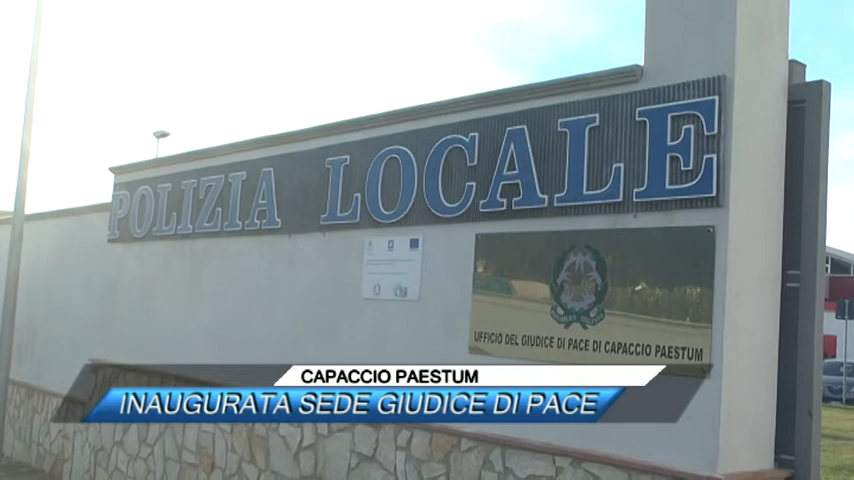 POLIZIA LOCALE
UFFICIO DEL GIUDICE DI PACE DI CAPACCIO PAESTUM
CAPACCIO PAESTUM
INAUGURATA SEDE GIUDICE DI PACE